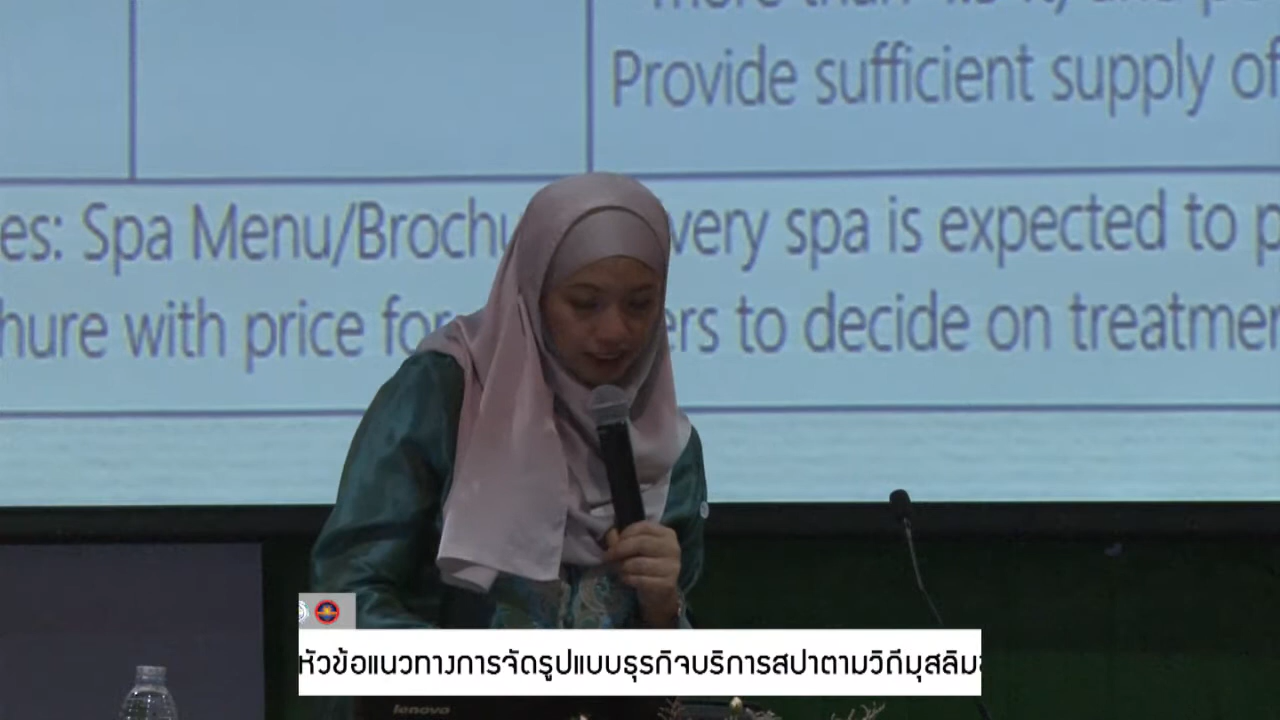 Provide sufficient supply of
es: Spa Menu/Brochu very spa is expected to p
hure with price for ers to decide on treatmen
หัวข้อแนวทางการจัดรูปแบบธุรกิจบริการสปาตามวิถีมุสลิม
lenovo